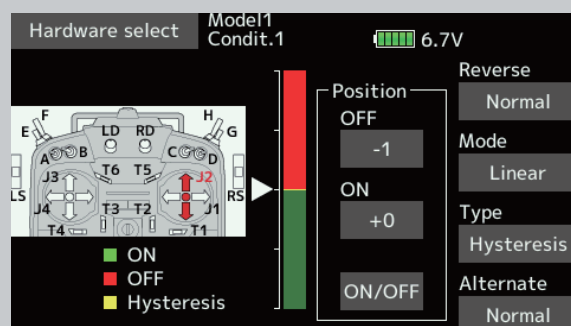 Hardware select
Model1
Condit.1
6.7V
F
H
E
G
LD RD
A B
C D
J3
T6 T5
J2
LS
RS
J4
T3 T2
J1
T4
T1
ON
OFF
Hysteresis
Position
OFF
-1
ON
+0
ON/OFF
Reverse
Normal
Mode
Linear
Type
Hysteresis
Alternate
Normal